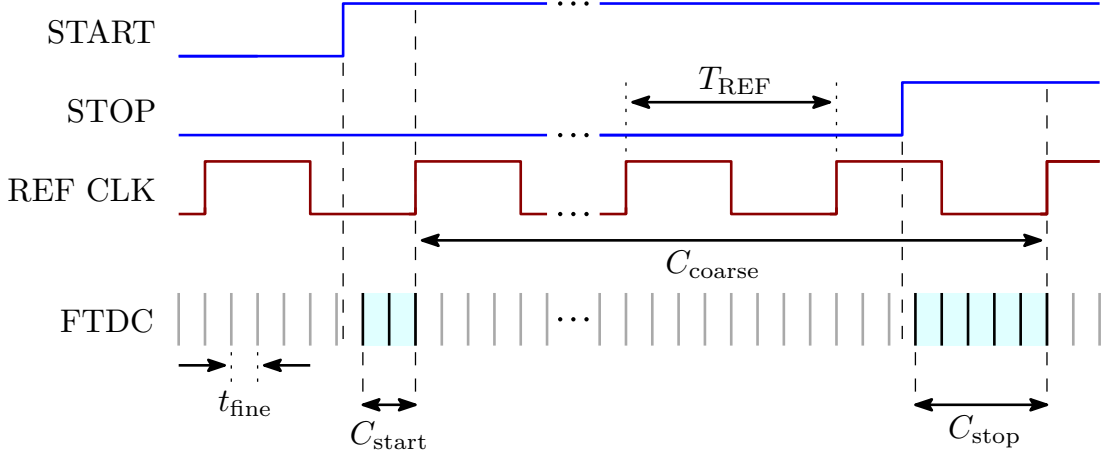 START
STOP
T_REF
REF CLK
C_coarse
FTDC
t_fine
C_start
C_stop